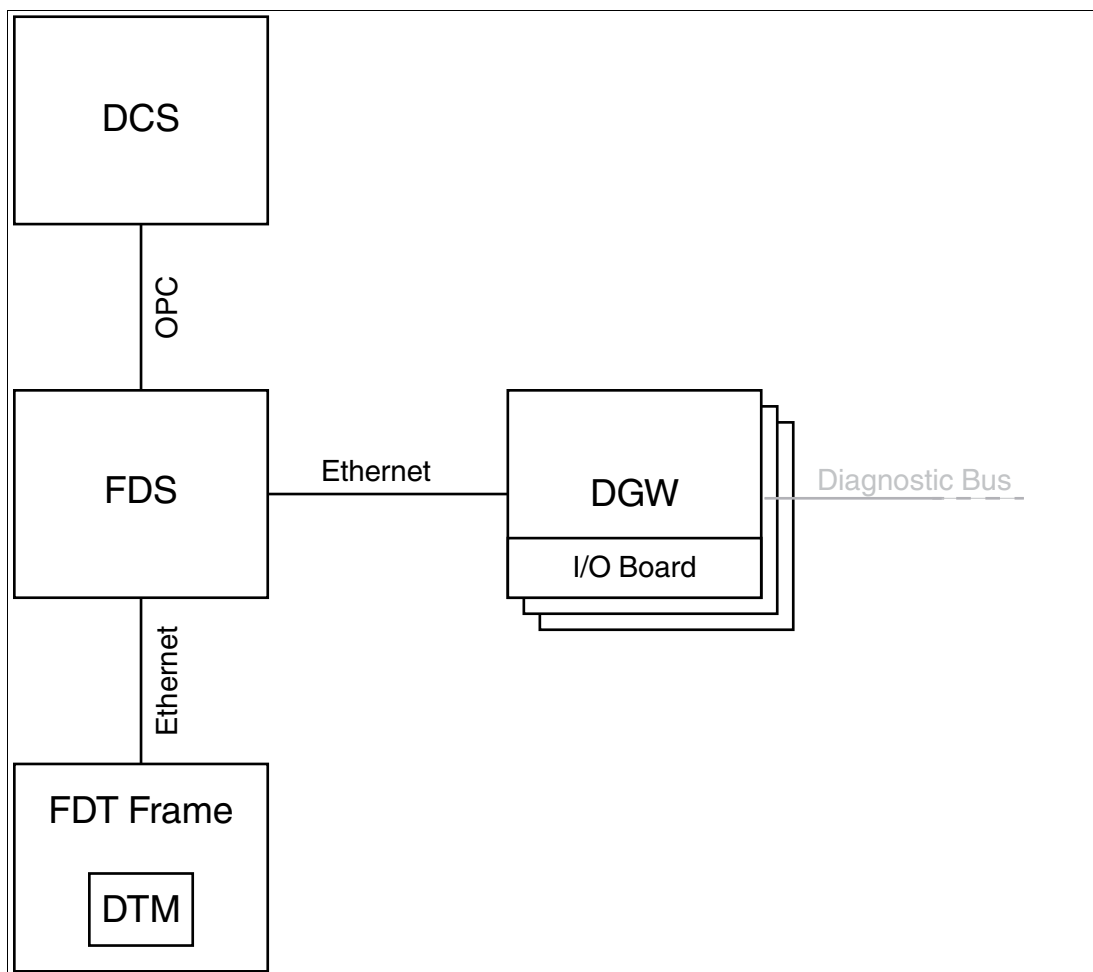 DCS
OPC
FDS
Ethernet
DGW
Diagnostic Bus
I/O Board
Ethernet
FDT Frame
DTM